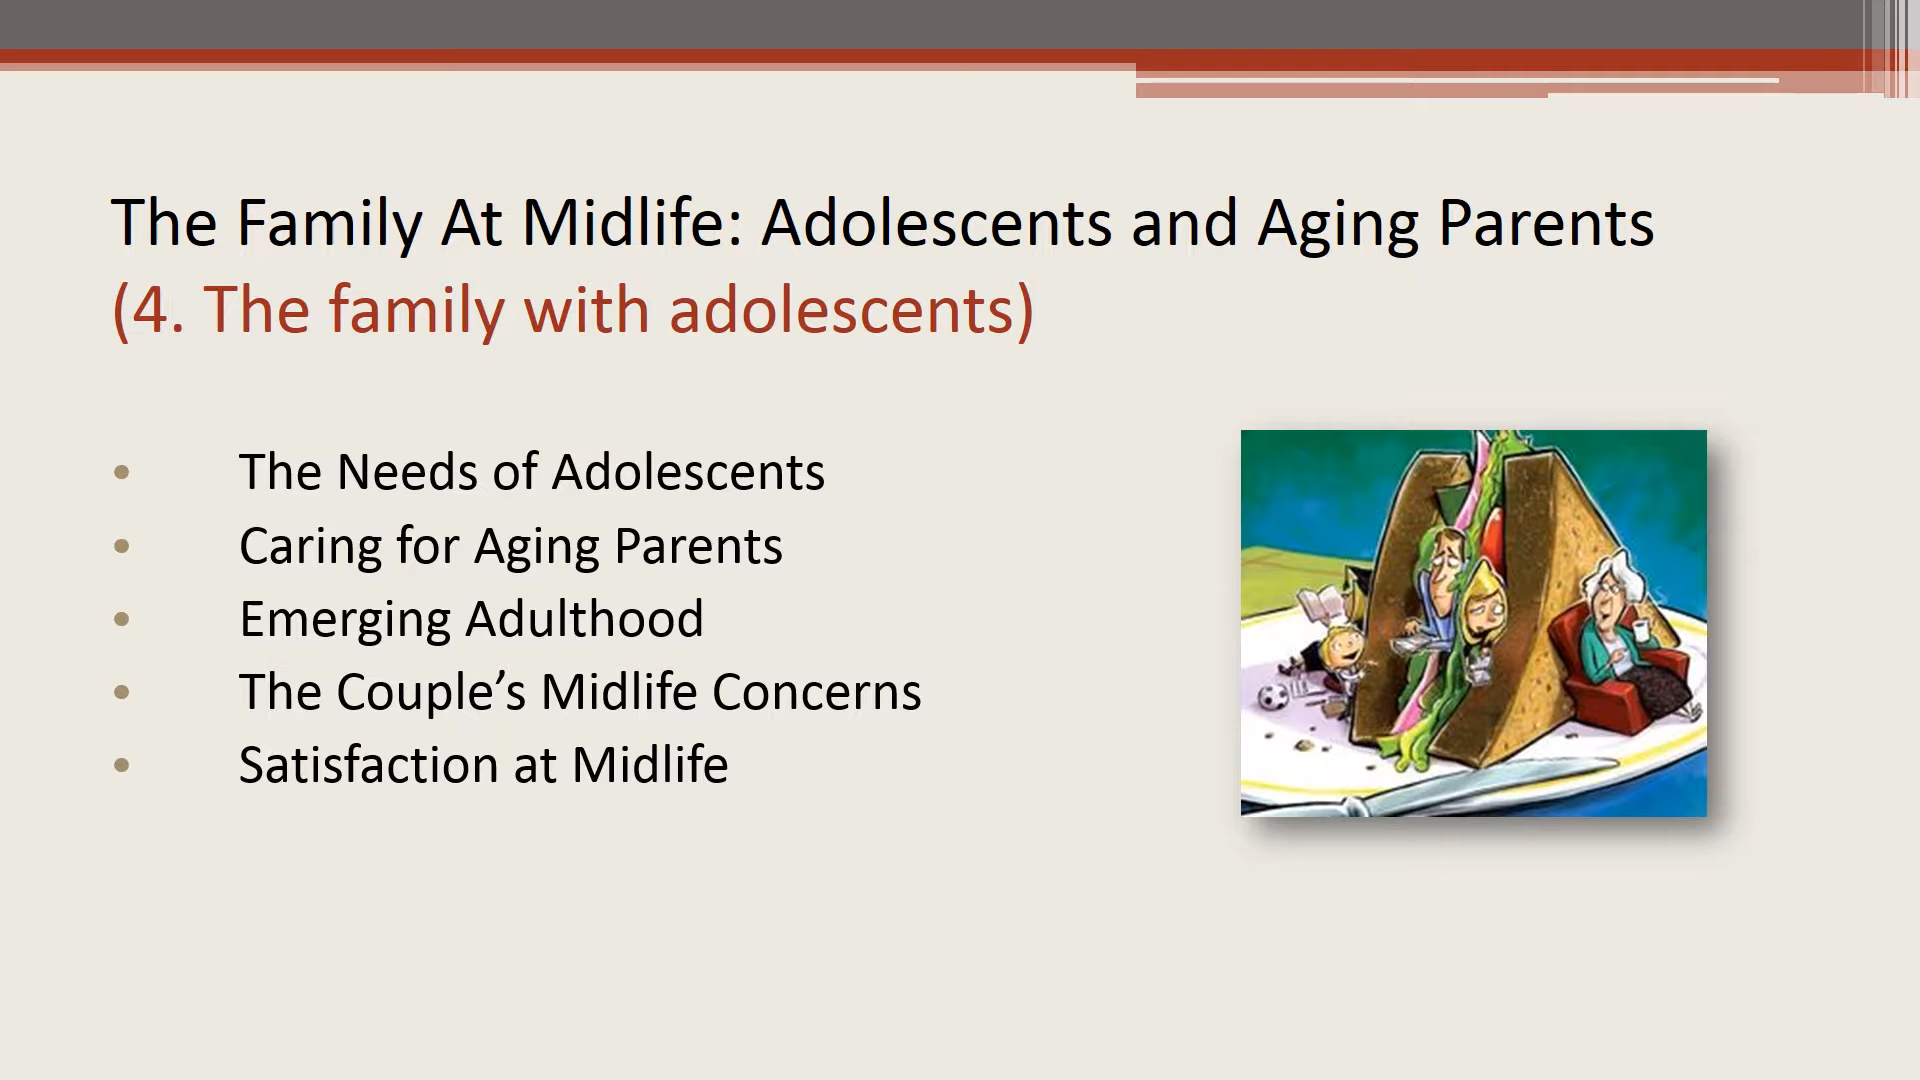 The Family At Midlife: Adolescents and Aging Parents
(4. The family with adolescents)
• The Needs of Adolescents
• Caring for Aging Parents
• Emerging Adulthood
• The Couple’s Midlife Concerns
• Satisfaction at Midlife